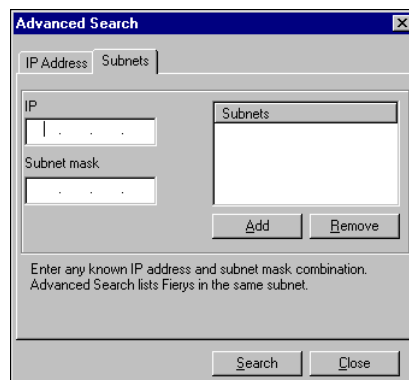 Advanced Search
IP Address Subnets
IP
. . .
Subnets
Subnet mask
. . .
Add Remove
Enter any known IP address and subnet mask combination.
Advanced Search lists Fierys in the same subnet.
Search Close